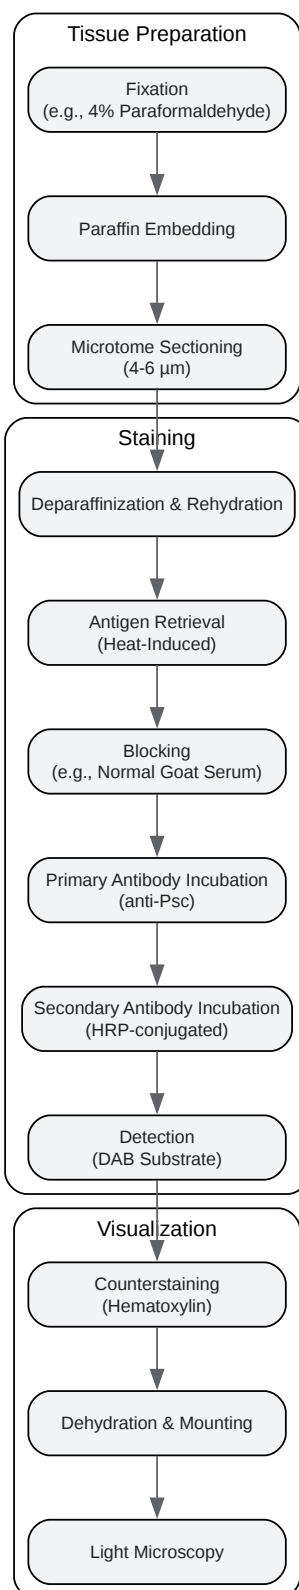 Tissue Preparation
Fixation
(e.g., 4% Paraformaldehyde)
Paraffin Embedding
Microtome Sectioning
(4-6 µm)
Staining
Deparaffinization & Rehydration
Antigen Retrieval
(Heat-Induced)
Blocking
(e.g., Normal Goat Serum)
Primary Antibody Incubation
(anti-Psc)
Secondary Antibody Incubation
(HRP-conjugated)
Detection
(DAB Substrate)
Visualization
Counterstaining
(Hematoxylin)
Dehydration & Mounting
Light Microscopy